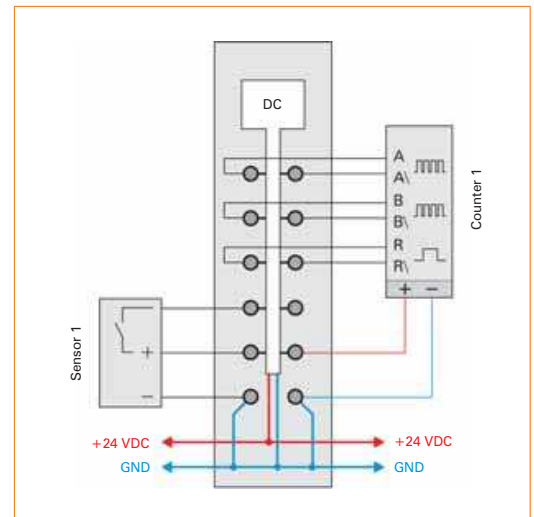 DC
A
A\
B
B\
R
R\
Counter 1
+ −
Sensor 1
+
−
+24 VDC
+24 VDC
GND
GND